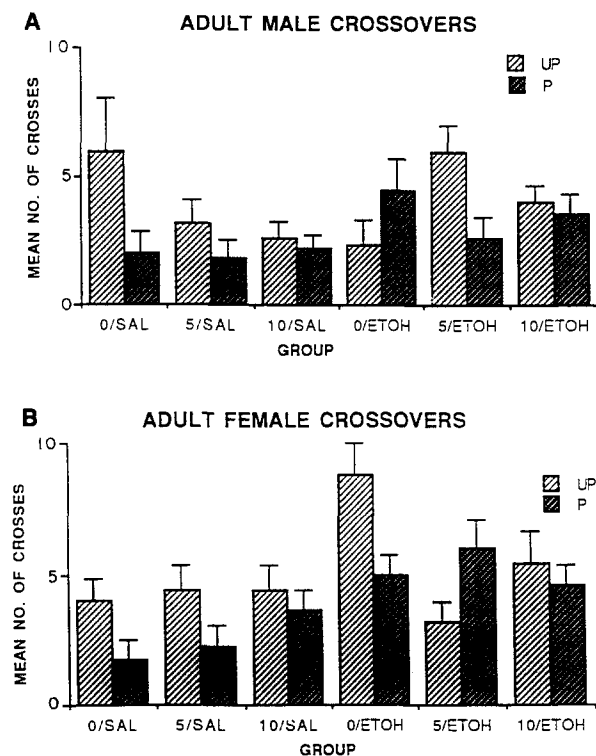 A
ADULT MALE CROSSOVERS
10
UP
P
5
0
MEAN NO. OF CROSSES
0/SAL 5/SAL 10/SAL 0/ETOH 5/ETOH 10/ETOH
GROUP
B
ADULT FEMALE CROSSOVERS
10
UP
P
5
0
MEAN NO. OF CROSSES
0/SAL 5/SAL 10/SAL 0/ETOH 5/ETOH 10/ETOH
GROUP